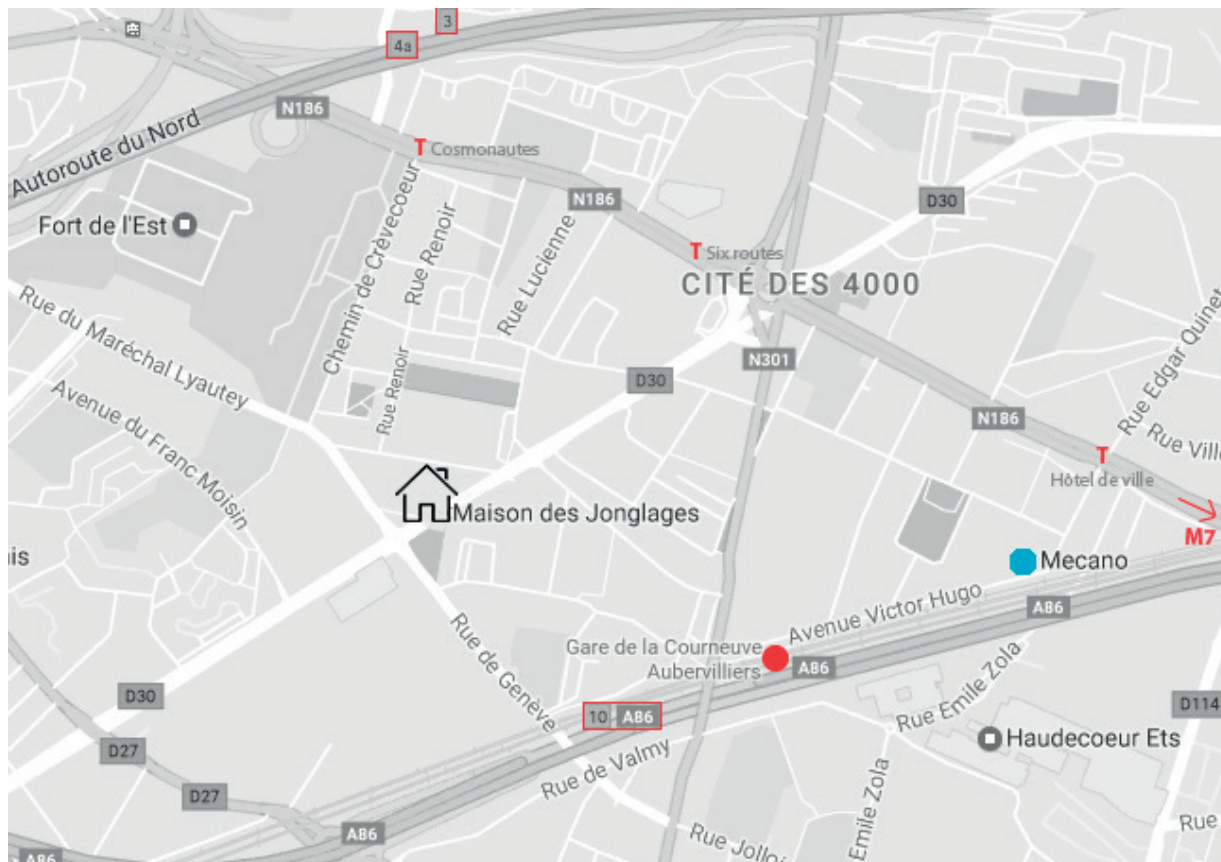 3
4a
N186
Autoroute du Nord
T Cosmonautes
N186
D30
Fort de l'Est
Chemin de Crèvecoeur
Rue Renoir
Rue Lucienne
T Six routes
CITÉ DES 4000
Rue du Maréchal Lyautey
N301
D30
Rue Renoir
Rue Edgar Quinet
N186
Avenue du Franc Moisin
Rue Ville
T
Hôtel de ville
Maison des Jonglages
M7
is
Mecano
Avenue Victor Hugo
A86
Rue de Genève
Gare de la Courneuve
Aubervilliers
A86
Rue Emile Zola
D30
10 A86
D114
Haudecoeur Ets
D27
Rue de Valmy
D27
Emile Zola
A86
Rue Jolloi
Rue
A86